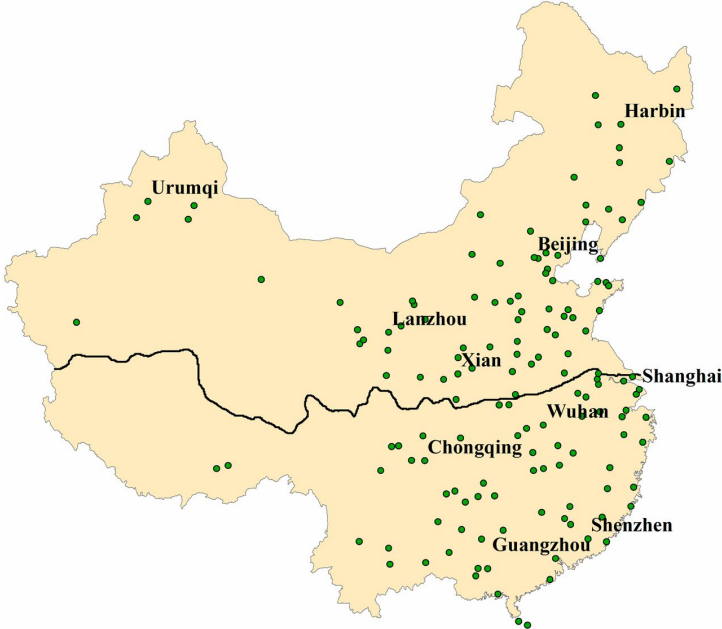 Harbin
Urumqi
Beijing
Lanzhou
Xian
Shanghai
Wuhan
Chongqing
Shenzhen
Guangzhou